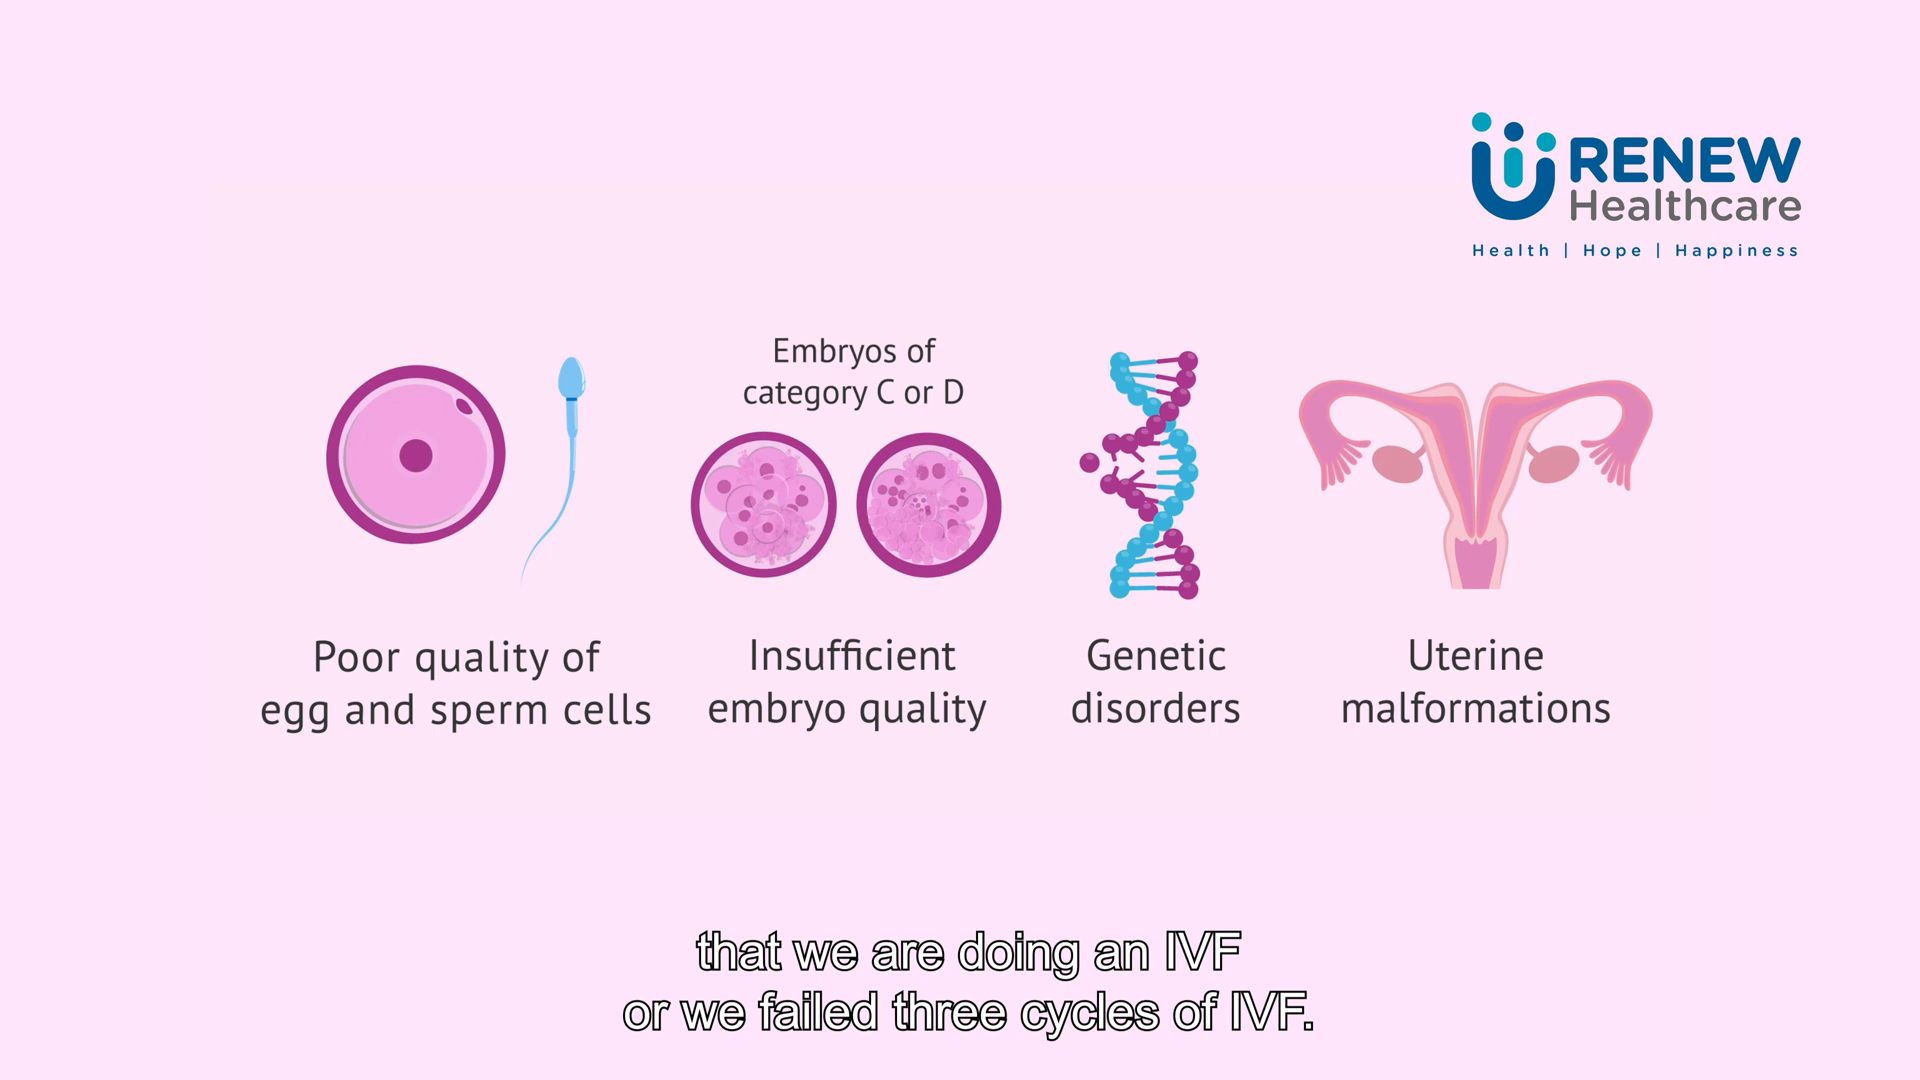 RENEW
Healthcare
Health | Hope | Happiness
Embryos of
category C or D
Poor quality of
egg and sperm cells
Insufficient
embryo quality
Genetic
disorders
Uterine
malformations
that we are doing an IVF
or we failed three cycles of IVF.